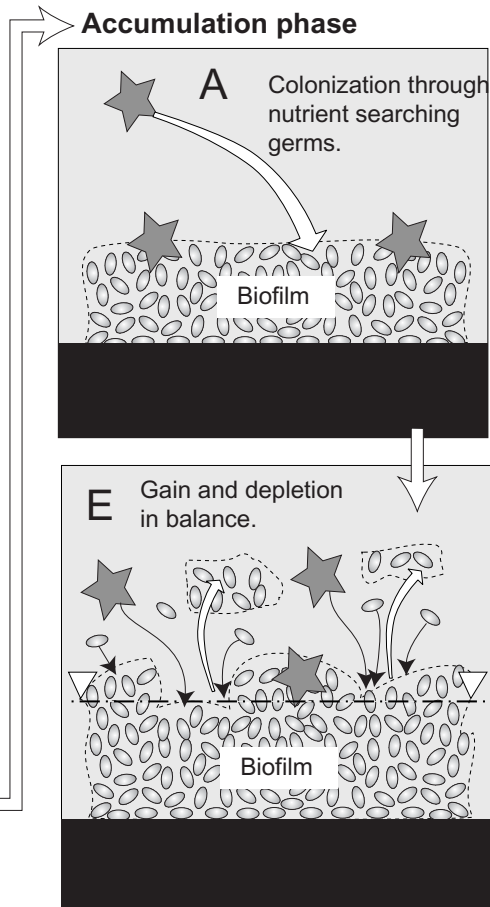 Accumulation phase
A
Colonization through
nutrient searching
germs.
Biofilm
E
Gain and depletion
in balance.
Biofilm